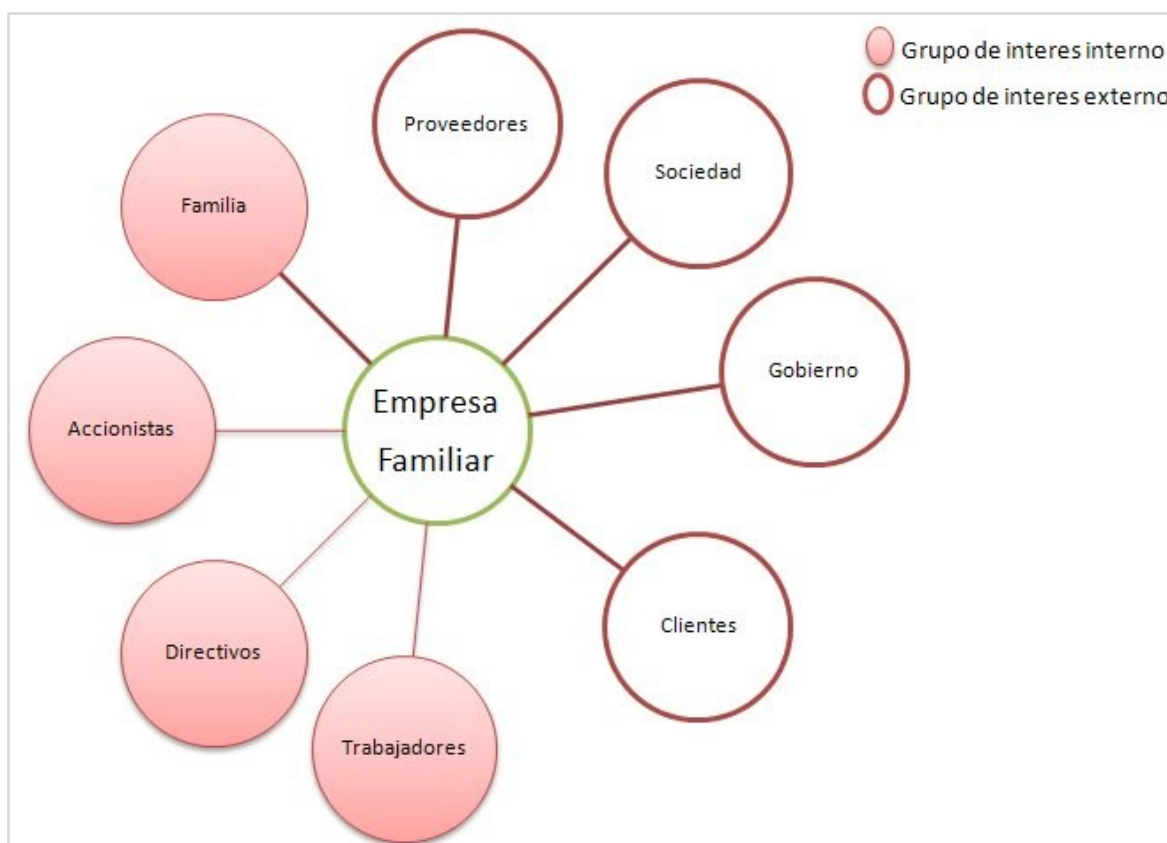 Grupo de interes interno
Grupo de interes externo
Proveedores
Sociedad
Familia
Gobierno
Empresa
Familiar
Accionistas
Clientes
Directivos
Trabajadores